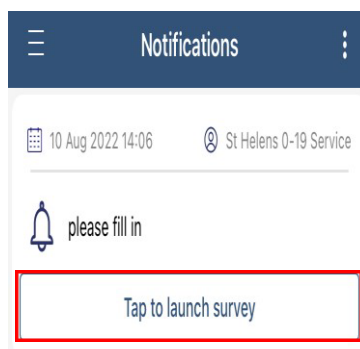 Notifications
10 Aug 2022 14:06 St Helens 0-19 Service
please fill in
Tap to launch survey